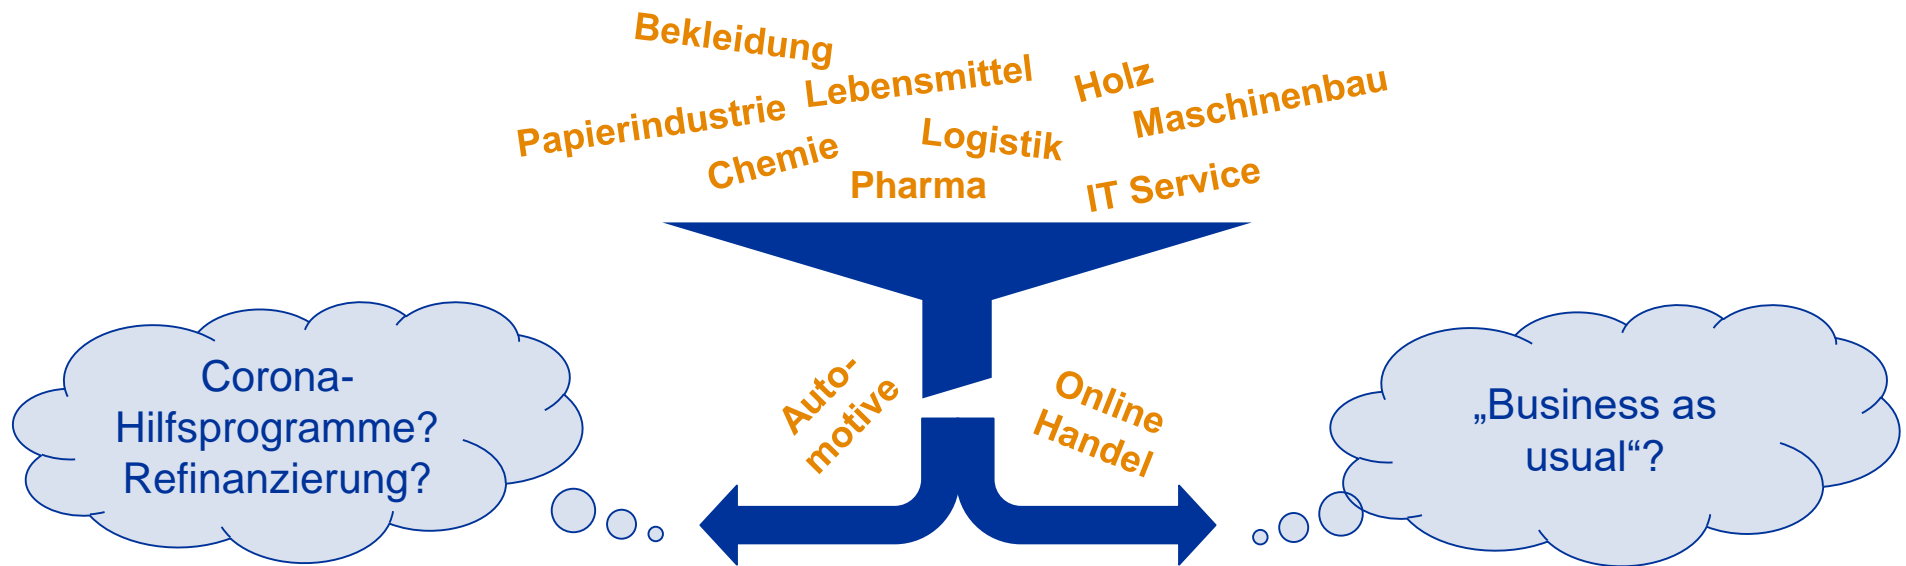 Bekleidung
Lebensmittel
Holz
Maschinenbau
Papierindustrie
Logistik
Chemie
Pharma
IT Service
Corona-
Hilfsprogramme?
Refinanzierung?
Auto-
motive
Online
Handel
„Business as
usual“?